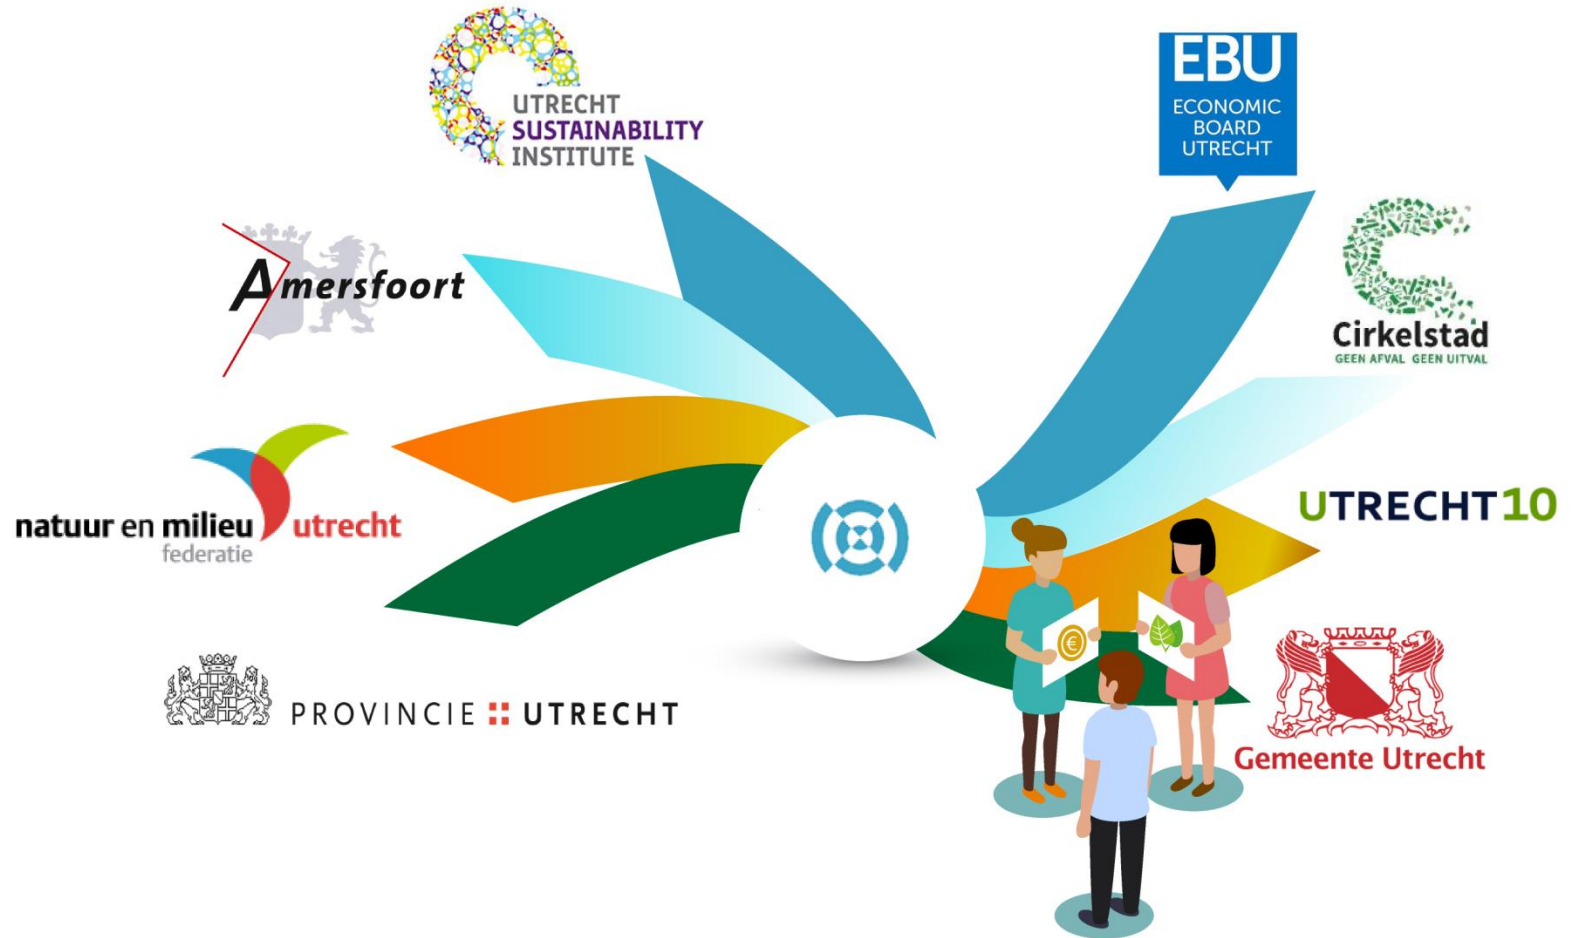 UTRECHT
SUSTAINABILITY
INSTITUTE
EBU
ECONOMIC
BOARD
UTRECHT
Amersfoort
Cirkelstad
GEEN AFVAL GEEN UITVAL
natuur en milieu utrecht
federatie
UTRECHT10
PROVINCIE :: UTRECHT
€
Gemeente Utrecht